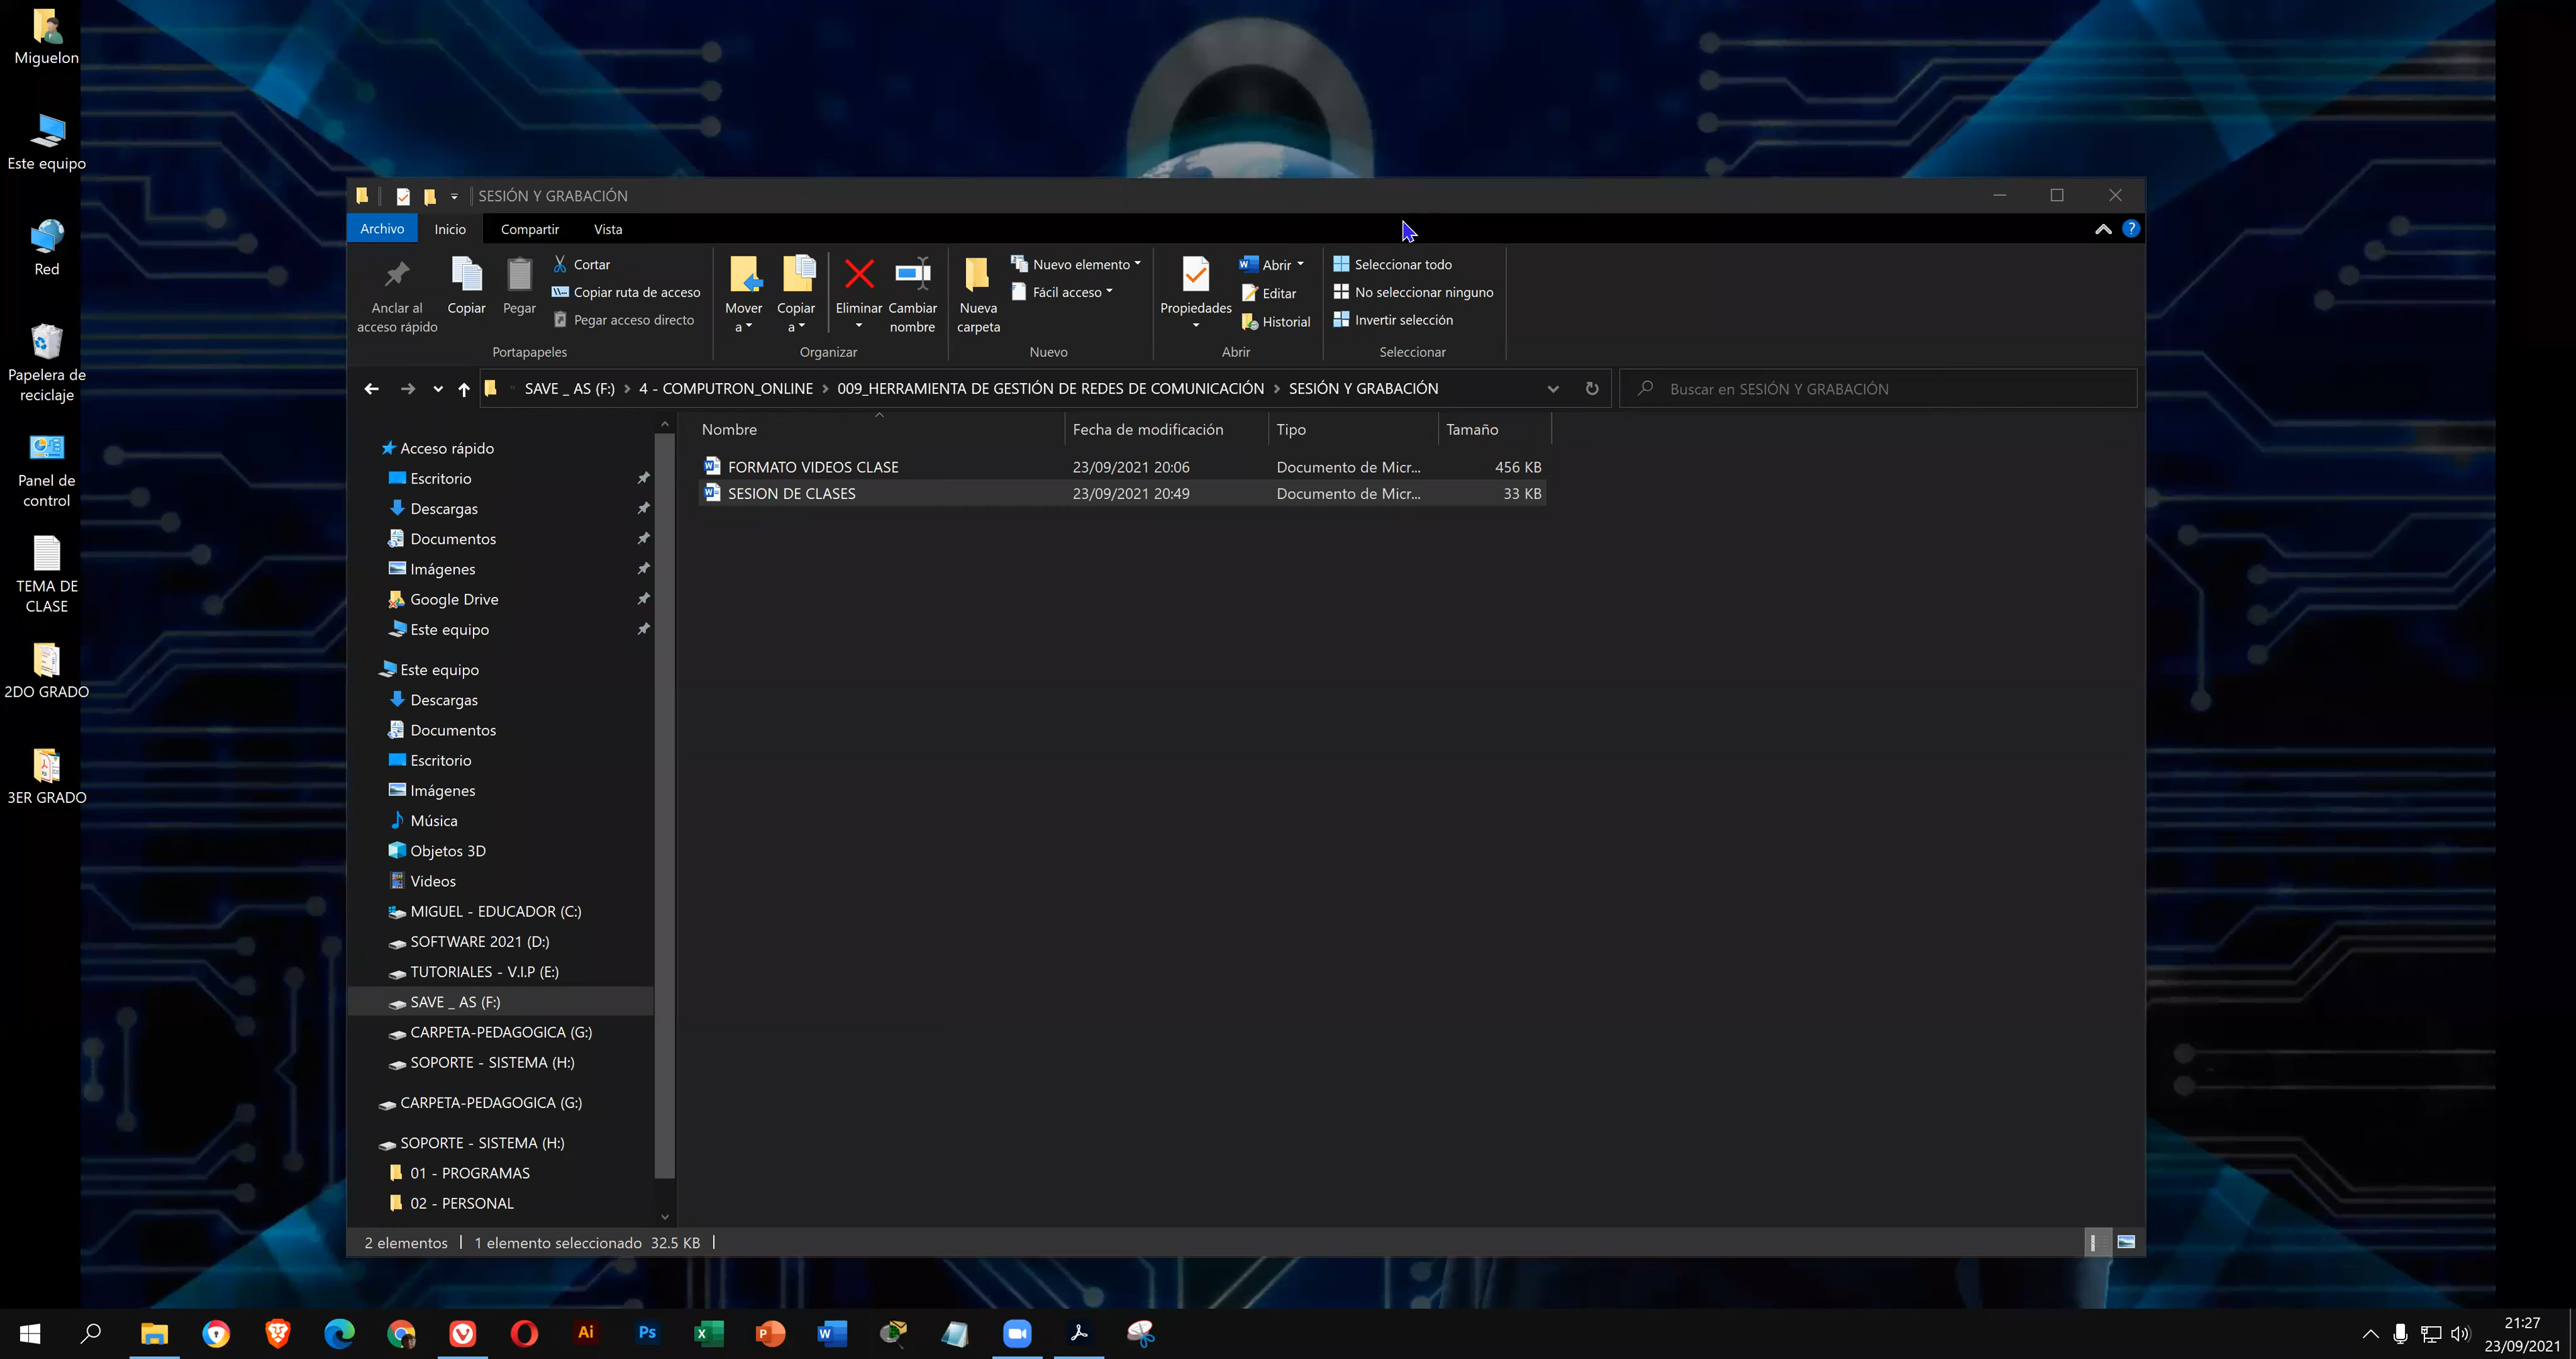 Miguelon
Este equipo
Red
Papelera de
reciclaje
Panel de
control
TEMA DE
CLASE
2DO GRADO
3ER GRADO
SESIÓN Y GRABACIÓN
Archivo
Inicio
Compartir
Vista
Anclar al
acceso rápido
Copiar
Pegar
Cortar
Copiar ruta de acceso
Pegar acceso directo
Portapapeles
Mover
a
Copiar
a
Eliminar
Cambiar
nombre
Organizar
Nueva
carpeta
Nuevo elemento
Fácil acceso
Nuevo
Propiedades
Abrir
Editar
Historial
Abrir
Seleccionar todo
No seleccionar ninguno
Invertir selección
Seleccionar
SAVE _ AS (F:) > 4 - COMPUTRON_ONLINE > 009_HERRAMIENTA DE GESTIÓN DE REDES DE COMUNICACIÓN > SESIÓN Y GRABACIÓN
Buscar en SESIÓN Y GRABACIÓN
Acceso rápido
Escritorio
Descargas
Documentos
Imágenes
Google Drive
Este equipo
Este equipo
Descargas
Documentos
Escritorio
Imágenes
Música
Objetos 3D
Videos
MIGUEL - EDUCADOR (C:)
SOFTWARE 2021 (D:)
TUTORIALES - V.I.P (E:)
SAVE _ AS (F:)
CARPETA-PEDAGOGICA (G:)
SOPORTE - SISTEMA (H:)
CARPETA-PEDAGOGICA (G:)
SOPORTE - SISTEMA (H:)
01 - PROGRAMAS
02 - PERSONAL
Nombre Fecha de modificación Tipo Tamaño
FORMATO VIDEOS CLASE 23/09/2021 20:06 Documento de Micr... 456 KB
SESION DE CLASES 23/09/2021 20:49 Documento de Micr... 33 KB
2 elementos 1 elemento seleccionado 32.5 KB
Ai
Ps
21:27
23/09/2021